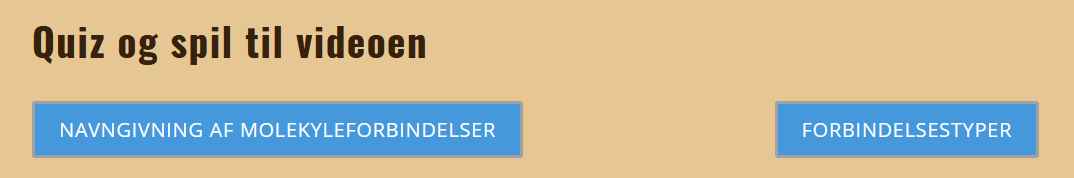 Quiz og spil til videoen
NAVNGIVNING AF MOLEKYLEFORBINDELSER
FORBINDELSESTYPER